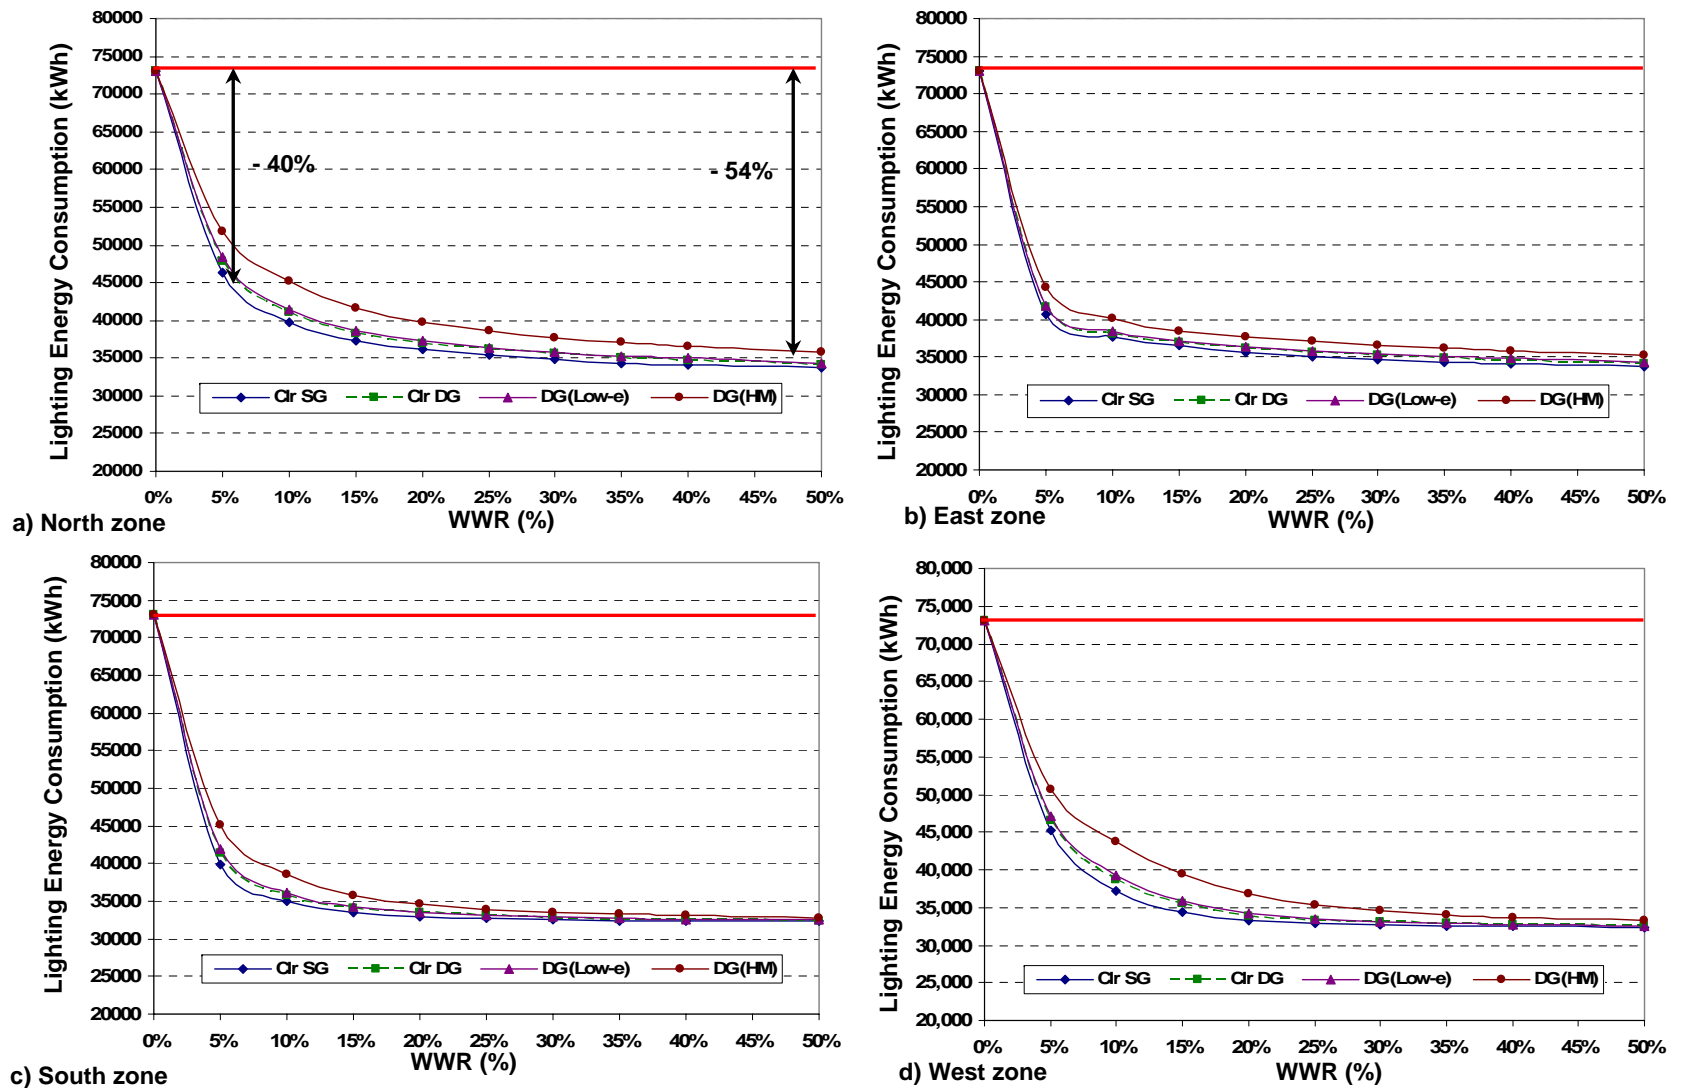 Lighting Energy Consumption (kWh)
80000
75000
70000
65000
60000
55000
50000
45000
40000
35000
30000
25000
20000
- 40%
- 54%
Clr SG Clr DG DG(Low-e) DG(HM)
0% 5% 10% 15% 20% 25% 30% 35% 40% 45% 50%
WWR (%)
a) North zone
Lighting Energy Consumption (kWh)
80000
75000
70000
65000
60000
55000
50000
45000
40000
35000
30000
25000
20000
Clr SG Clr DG DG(Low-e) DG(HM)
0% 5% 10% 15% 20% 25% 30% 35% 40% 45% 50%
WWR (%)
b) East zone
Lighting Energy Consumption (kWh)
80000
75000
70000
65000
60000
55000
50000
45000
40000
35000
30000
25000
20000
Clr SG Clr DG DG(Low-e) DG(HM)
0% 5% 10% 15% 20% 25% 30% 35% 40% 45% 50%
WWR (%)
c) South zone
Lighting Energy Consumption (kWh)
80,000
75,000
70,000
65,000
60,000
55,000
50,000
45,000
40,000
35,000
30,000
25,000
20,000
Clr SG Clr DG DG(Low-e) DG(HM)
0% 5% 10% 15% 20% 25% 30% 35% 40% 45% 50%
WWR (%)
d) West zone